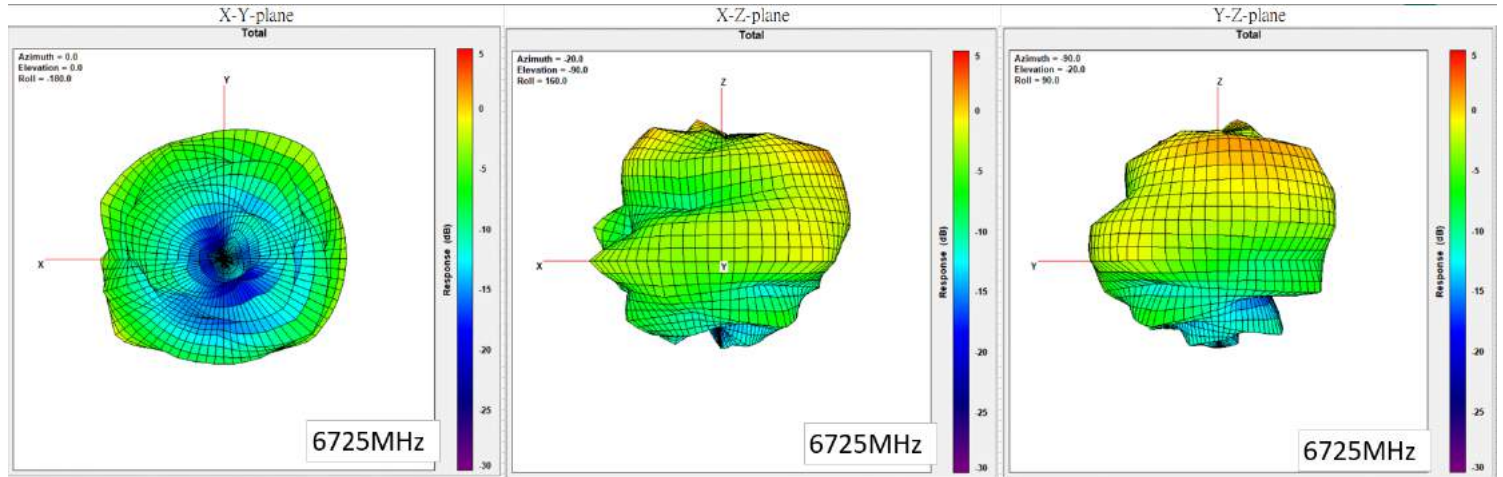 X-Y-plane
Total
Azimuth = 0.0
Elevation = 0.0
Roll = -180.0
Y
X
5
0
-5
-10
-15
-20
-25
-30
Response (dB)
6725MHz
X-Z-plane
Total
Azimuth = -20.0
Elevation = -90.0
Roll = 160.0
Z
X
Y
5
0
-5
-10
-15
-20
-25
-30
Response (dB)
6725MHz
Y-Z-plane
Total
Azimuth = -90.0
Elevation = -20.0
Roll = 90.0
Z
Y
5
0
-5
-10
-15
-20
-25
-30
Response (dB)
6725MHz